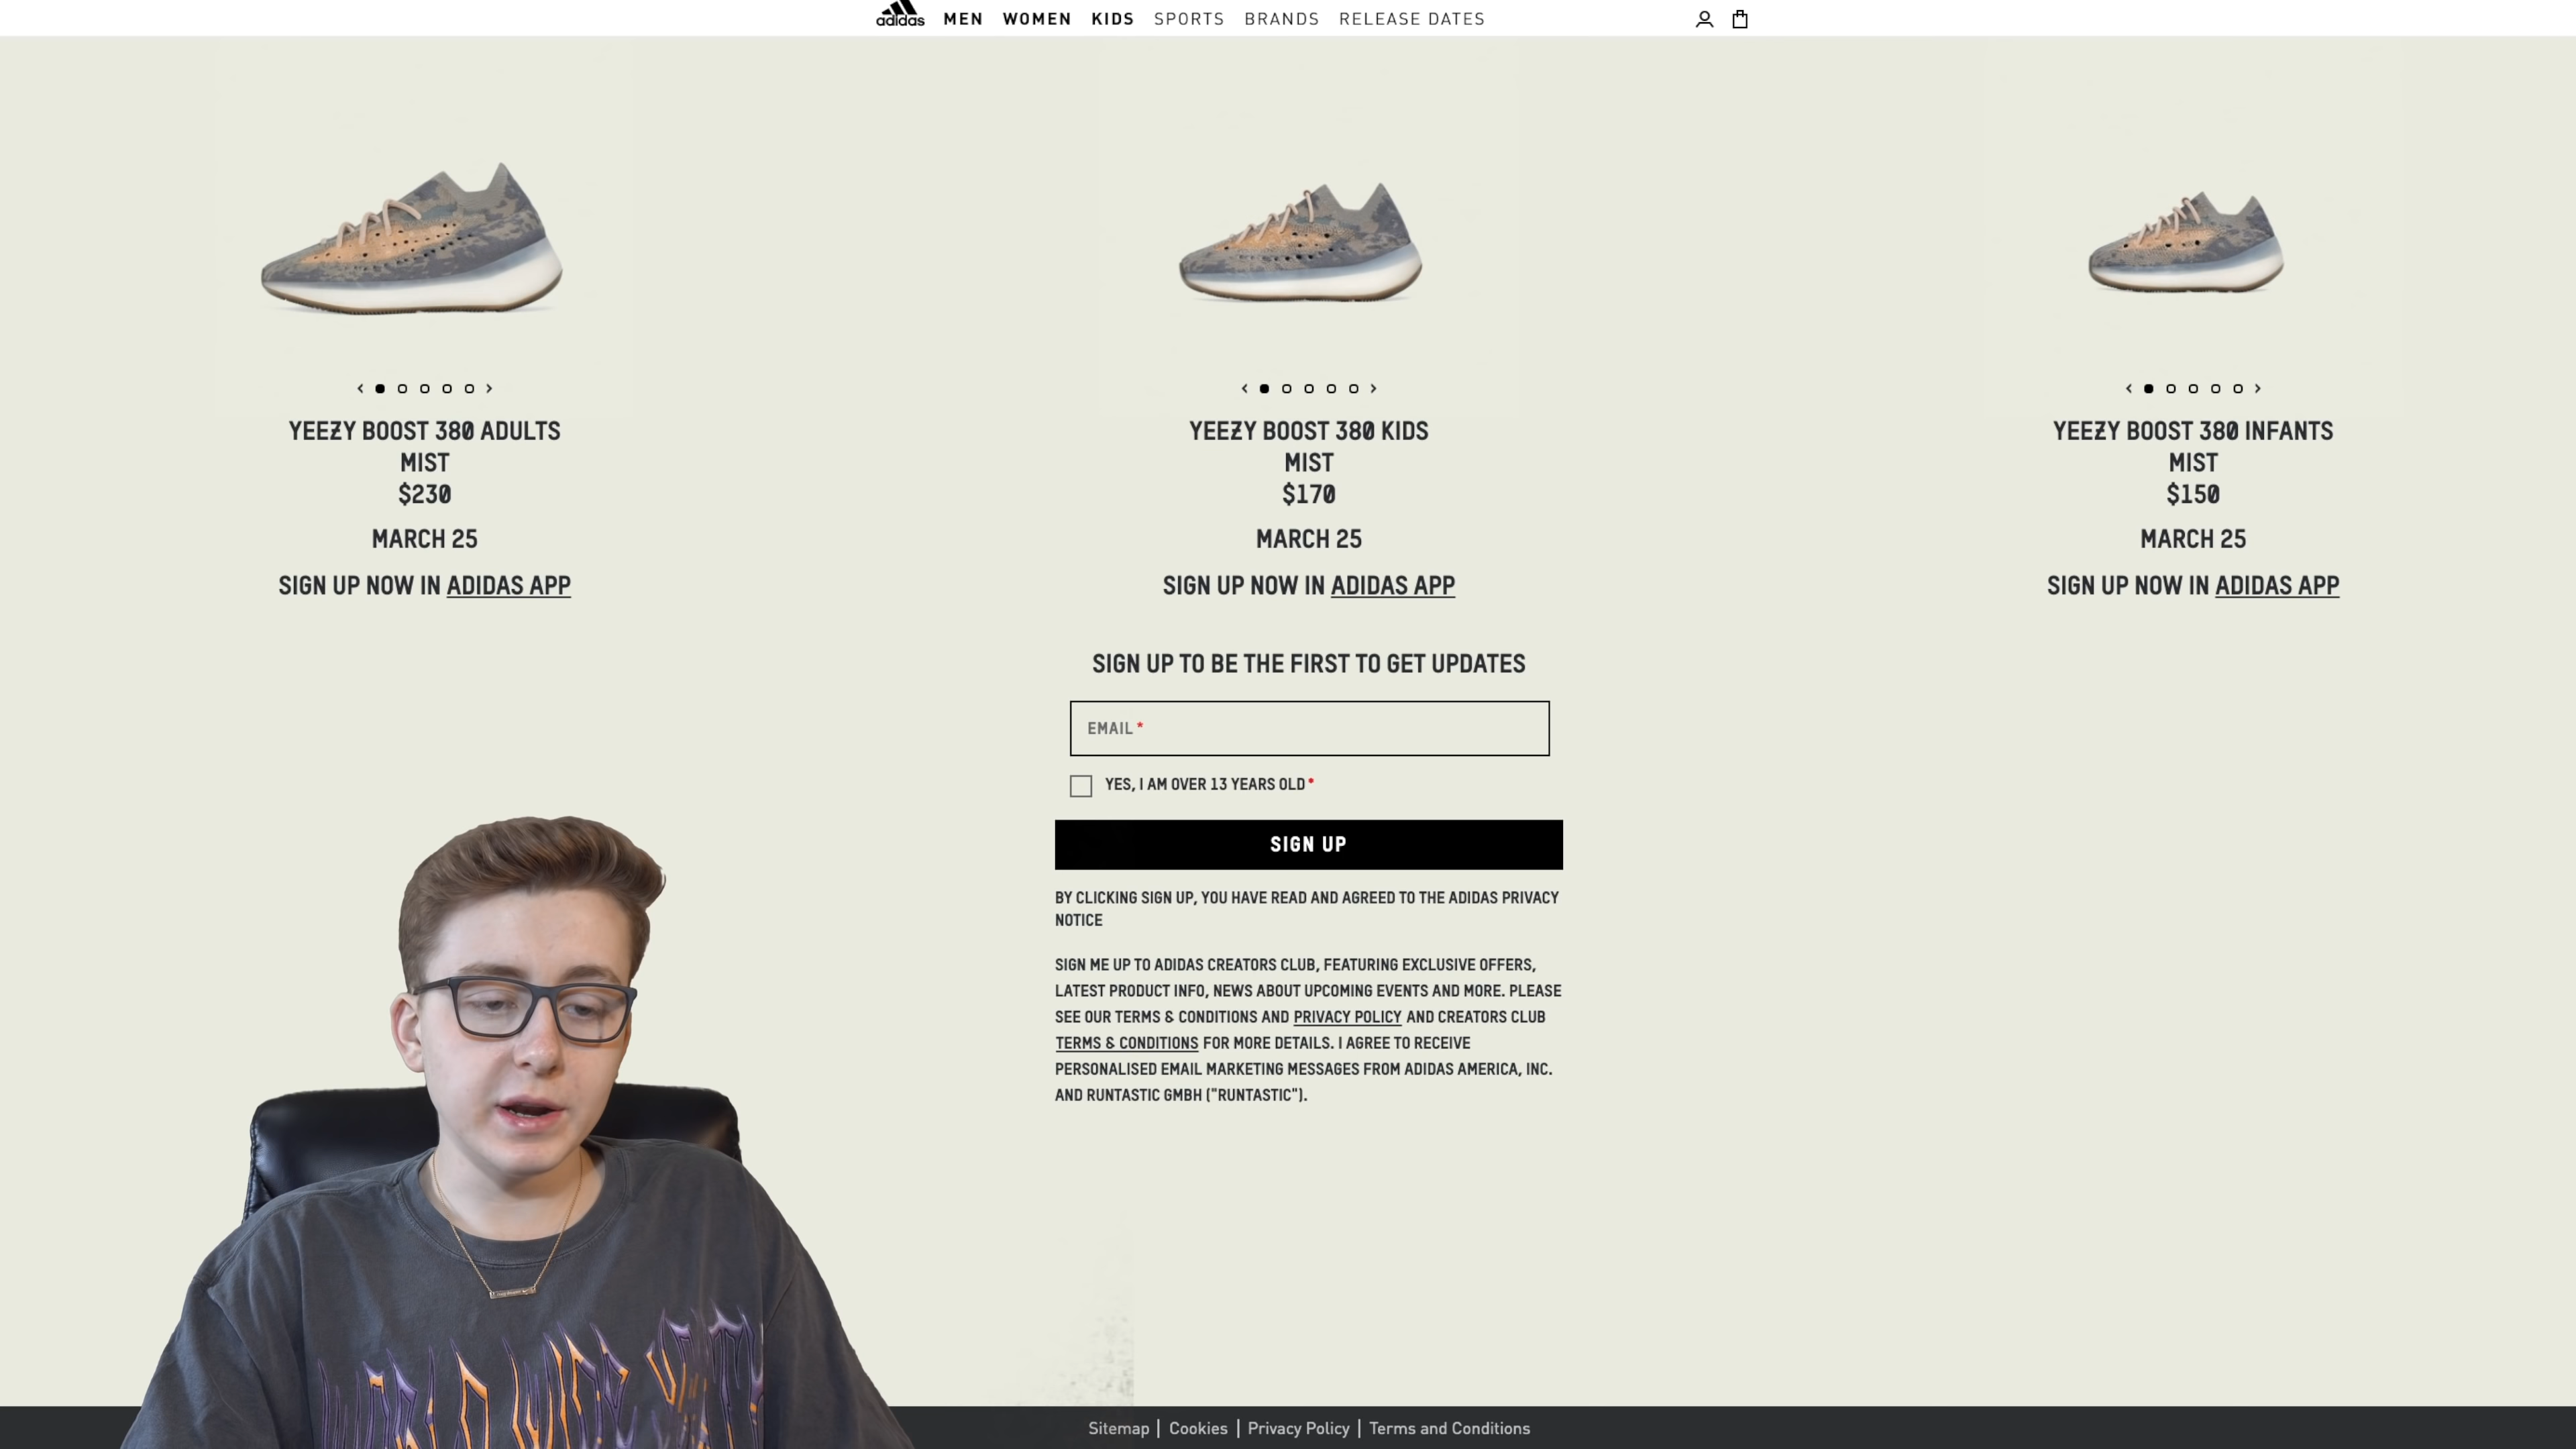 adidas MEN WOMEN KIDS SPORTS BRANDS RELEASE DATES
YEEZY BOOST 380 ADULTS
MIST
$230
MARCH 25
SIGN UP NOW IN ADIDAS APP
YEEZY BOOST 380 KIDS
MIST
$170
MARCH 25
SIGN UP NOW IN ADIDAS APP
YEEZY BOOST 380 INFANTS
MIST
$150
MARCH 25
SIGN UP NOW IN ADIDAS APP
SIGN UP TO BE THE FIRST TO GET UPDATES
EMAIL *
YES, I AM OVER 13 YEARS OLD *
SIGN UP
BY CLICKING SIGN UP, YOU HAVE READ AND AGREED TO THE ADIDAS PRIVACY
NOTICE
SIGN ME UP TO ADIDAS CREATORS CLUB, FEATURING EXCLUSIVE OFFERS,
LATEST PRODUCT INFO, NEWS ABOUT UPCOMING EVENTS AND MORE. PLEASE
SEE OUR TERMS & CONDITIONS AND PRIVACY POLICY AND CREATORS CLUB
TERMS & CONDITIONS FOR MORE DETAILS. I AGREE TO RECEIVE
PERSONALISED EMAIL MARKETING MESSAGES FROM ADIDAS AMERICA, INC.
AND RUNTASTIC GMBH ("RUNTASTIC").
Sitemap | Cookies | Privacy Policy | Terms and Conditions